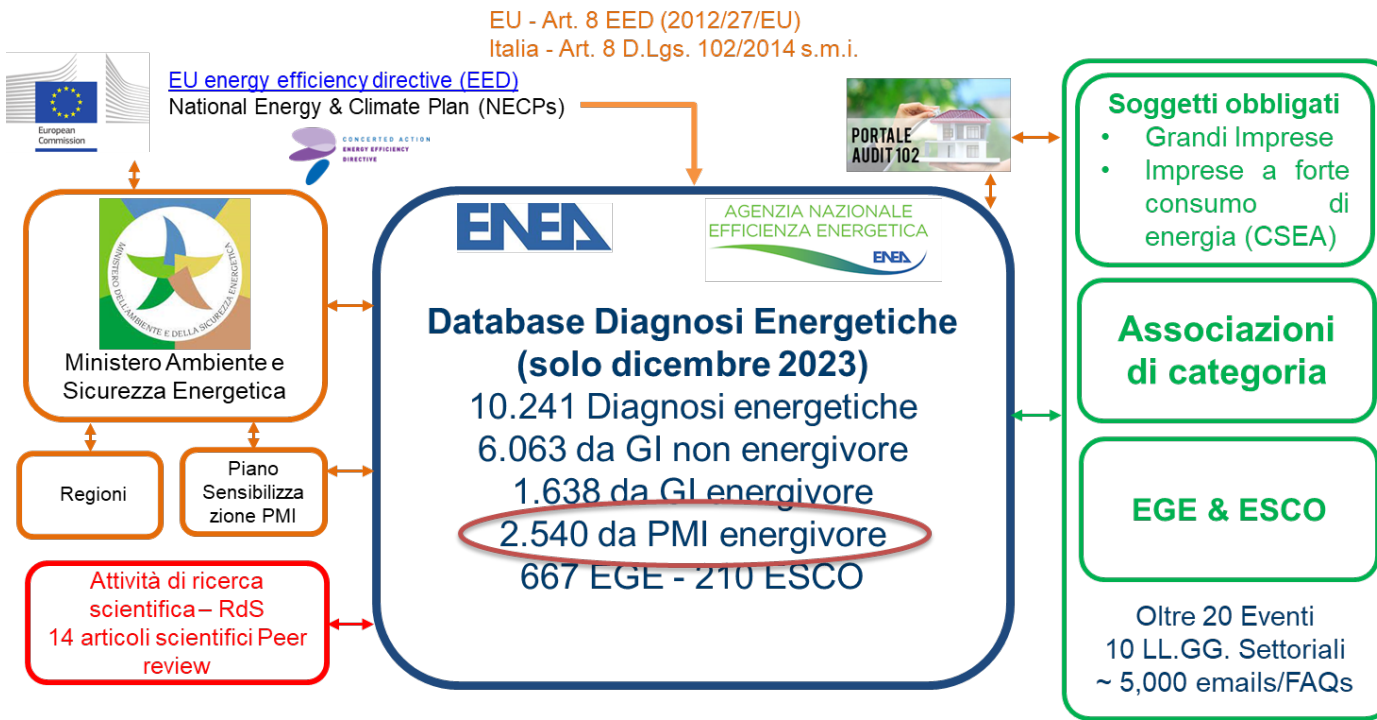 EU - Art. 8 EED (2012/27/EU)
Italia - Art. 8 D.Lgs. 102/2014 s.m.i.
European
Commission
EU energy efficiency directive (EED)
National Energy & Climate Plan (NECPs)
CONCERTED ACTION
ENERGY EFFICIENCY
DIRECTIVE
PORTALE
AUDIT 102
MINISTERO DELL'AMBIENTE E DELLA SICUREZZA ENERGETICA
Ministero Ambiente e
Sicurezza Energetica
Regioni
Piano
Sensibilizza
zione PMI
Attività di ricerca
scientifica – RdS
14 articoli scientifici Peer
review
ENEA
AGENZIA NAZIONALE
EFFICIENZA ENERGETICA
ENEA
Database Diagnosi Energetiche
(solo dicembre 2023)
10.241 Diagnosi energetiche
6.063 da GI non energivore
1.638 da GI energivore
2.540 da PMI energivore
667 EGE - 210 ESCO
Soggetti obbligati
• Grandi Imprese
• Imprese a forte
consumo di
energia (CSEA)
Associazioni
di categoria
EGE & ESCO
Oltre 20 Eventi
10 LL.GG. Settoriali
~ 5,000 emails/FAQs